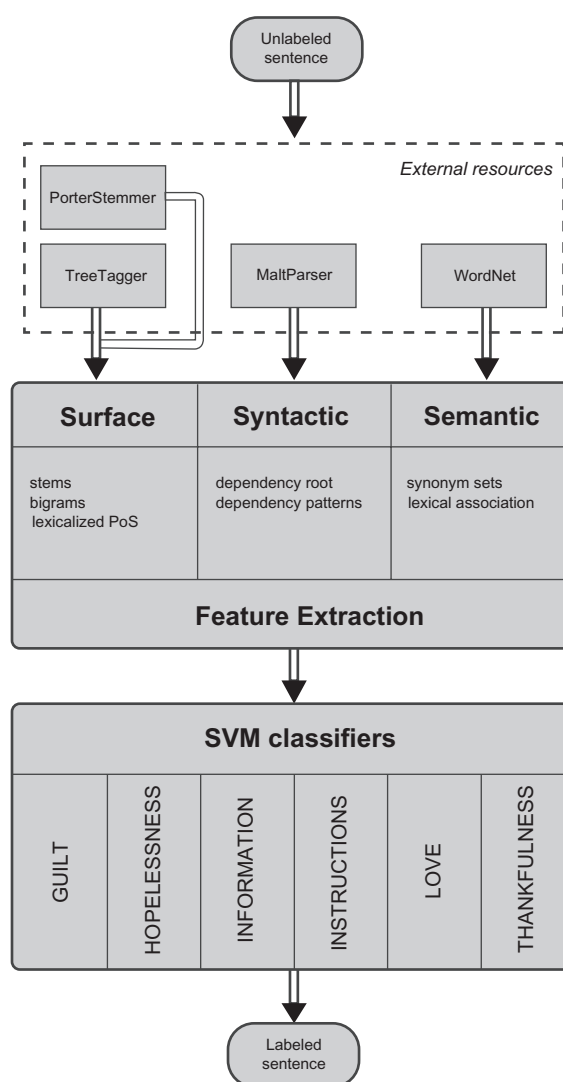 Unlabeled
sentence
External resources
PorterStemmer
TreeTagger
MaltParser
WordNet
Surface
Syntactic
Semantic
stems
bigrams
lexicalized PoS
dependency root
dependency patterns
synonym sets
lexical association
Feature Extraction
SVM classifiers
GUILT
HOPELESSNESS
INFORMATION
INSTRUCTIONS
LOVE
THANKFULNESS
Labeled
sentence